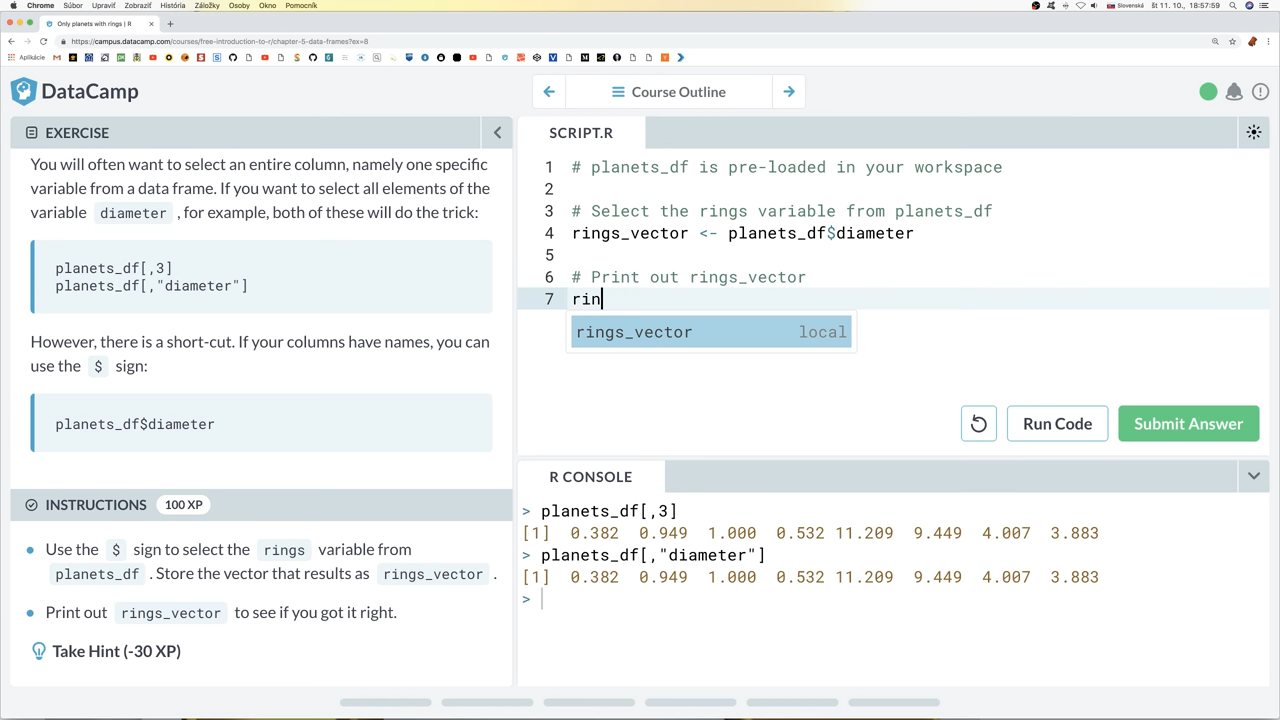 Chrome Súbor Upraviť Zobraziť História Záložky Osoby Okno Pomocník
Slovenská št 11. 10., 18:57:59
Only planets with rings | R
https://campus.datacamp.com/courses/free-introduction-to-r/chapter-5-data-frames?ex=8
Aplikácie
DataCamp
Course Outline
EXERCISE
You will often want to select an entire column, namely one specific
variable from a data frame. If you want to select all elements of the
variable diameter , for example, both of these will do the trick:
planets_df[,3]
planets_df[,"diameter"]
However, there is a short-cut. If your columns have names, you can
use the $ sign:
planets_df$diameter
INSTRUCTIONS 100 XP
Use the $ sign to select the rings variable from
planets_df . Store the vector that results as rings_vector .
Print out rings_vector to see if you got it right.
Take Hint (-30 XP)
SCRIPT.R
1 # planets_df is pre-loaded in your workspace
2
3 # Select the rings variable from planets_df
4 rings_vector <- planets_df$diameter
5
6 # Print out rings_vector
7 rin
rings_vector local
Run Code
Submit Answer
R CONSOLE
> planets_df[,3]
[1] 0.382 0.949 1.000 0.532 11.209 9.449 4.007 3.883
> planets_df[,"diameter"]
[1] 0.382 0.949 1.000 0.532 11.209 9.449 4.007 3.883
>